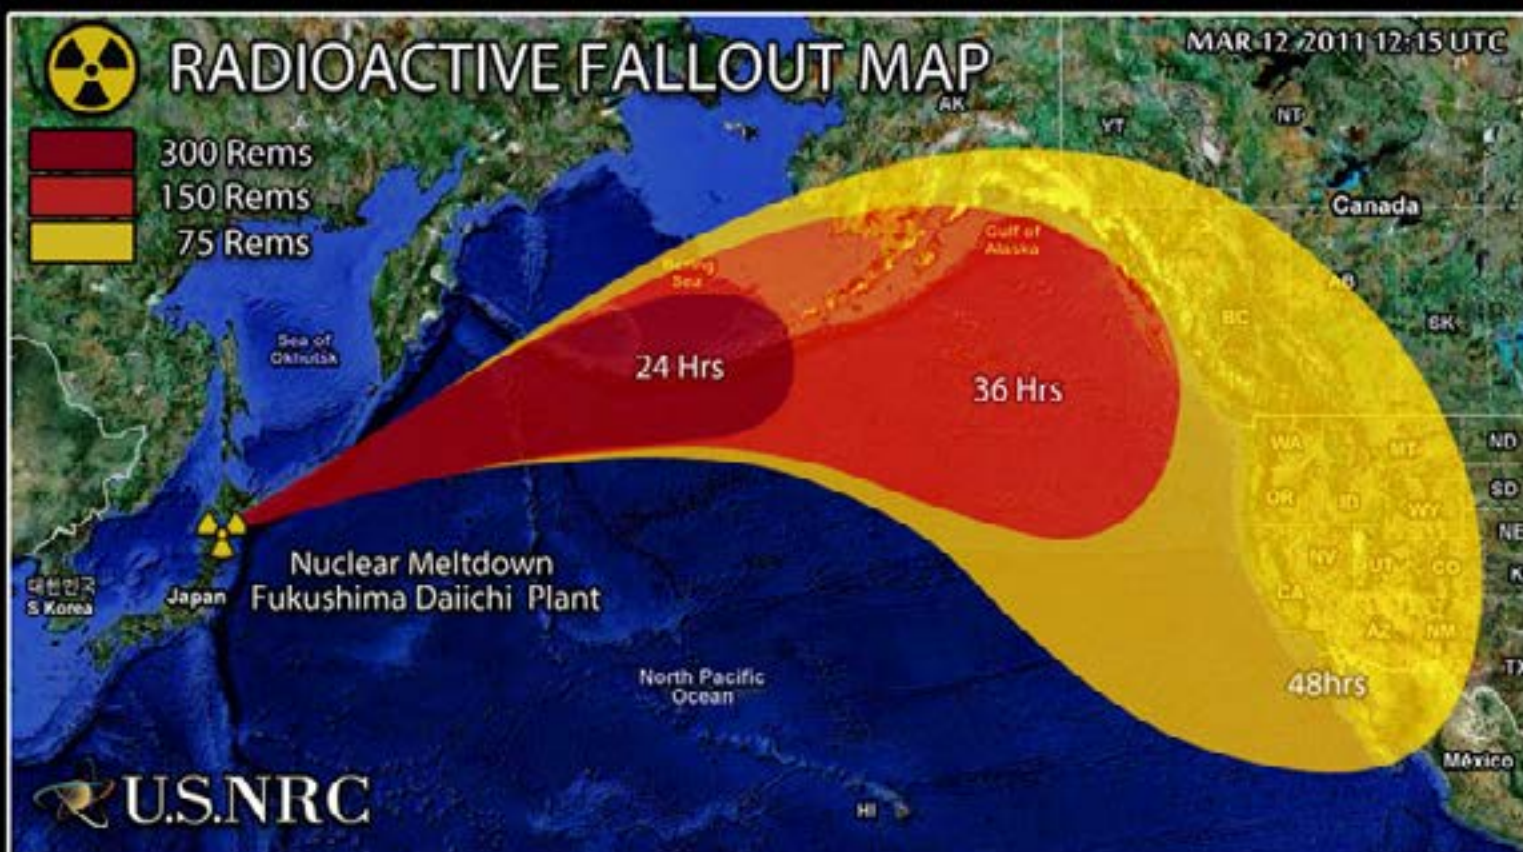 RADIOACTIVE FALLOUT MAP
MAR 12 2011 12:15 UTC
300 Rems
150 Rems
75 Rems
AK
YT
NT
Canada
Gulf of
Alaska
Bering
Sea
AB
BC
SK
Sea of
Okhotsk
24 Hrs
36 Hrs
WA
MT
ND
OR
ID
WY
SD
NE
NV
UT
CO
K
CA
AZ
NM
TX
Nuclear Meltdown
Fukushima Daiichi Plant
대한민국
S Korea
Japan
North Pacific
Ocean
48hrs
México
HI
U.S.NRC